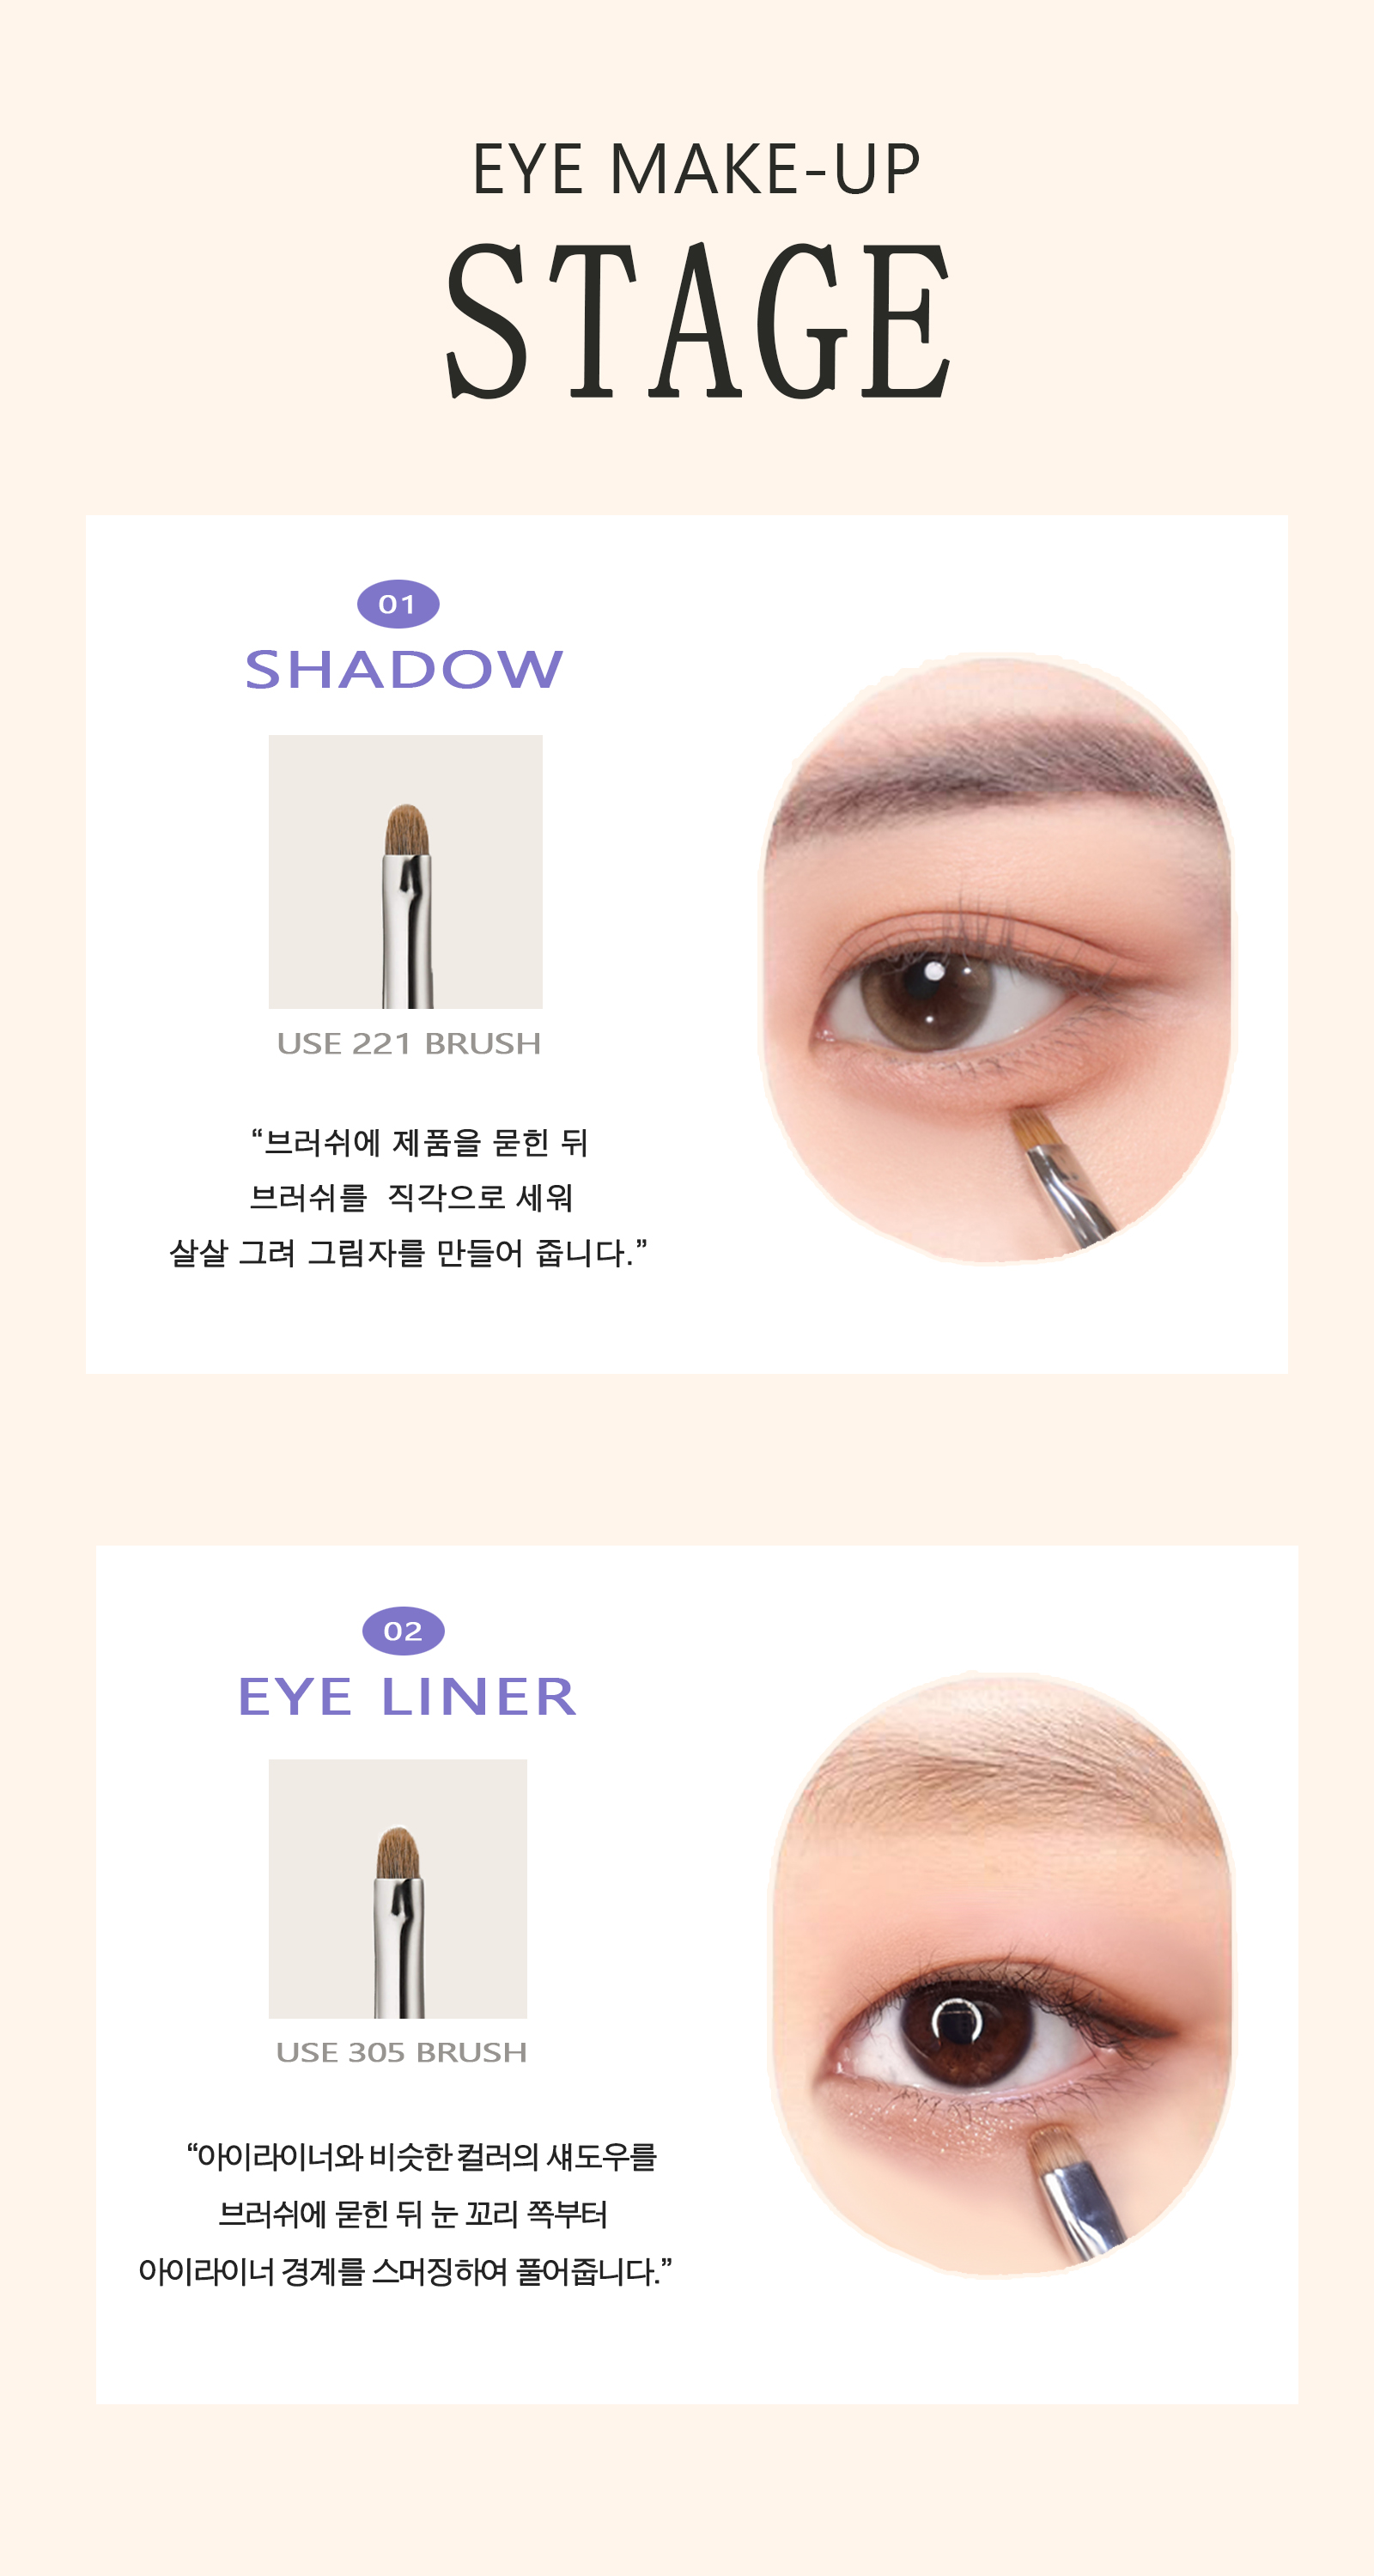 EYE MAKE-UP
STAGE
01
SHADOW
USE 221 BRUSH
“브러쉬에 제품을 묻힌 뒤
브러쉬를 직각으로 세워
살살 그려 그림자를 만들어 줍니다.”
02
EYE LINER
USE 305 BRUSH
“아이라이너와 비슷한 컬러의 섀도우를
브러쉬에 묻힌 뒤 눈 꼬리 쪽부터
아이라이너 경계를 스머징하여 풀어줍니다.”